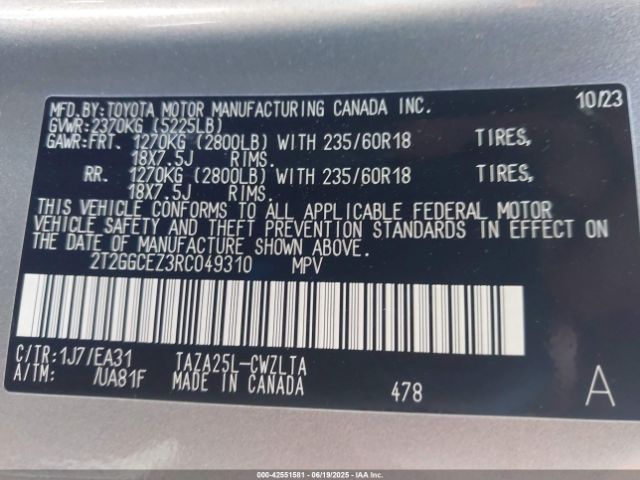 MFD.BY:TOYOTA MOTOR MANUFACTURING CANADA INC. 10/23
GVWR:2370KG (5225LB)
GAWR:FRT. 1270KG (2800LB) WITH 235/60R18 TIRES,
18X7.5J RIMS.
RR. 1270KG (2800LB) WITH 235/60R18 TIRES,
18X7.5J RIMS.
THIS VEHICLE CONFORMS TO ALL APPLICABLE FEDERAL MOTOR
VEHICLE SAFETY AND THEFT PREVENTION STANDARDS IN EFFECT ON
THE DATE OF MANUFACTURE SHOWN ABOVE.
2T2GGCEZ3RC049310 MPV
C/TR:1J7/EA31 TAZA25L-CWZLTA
A/TM: /UA81F MADE IN CANADA 478 A
000-42551581 - 06/19/2025 - IAAI.COM